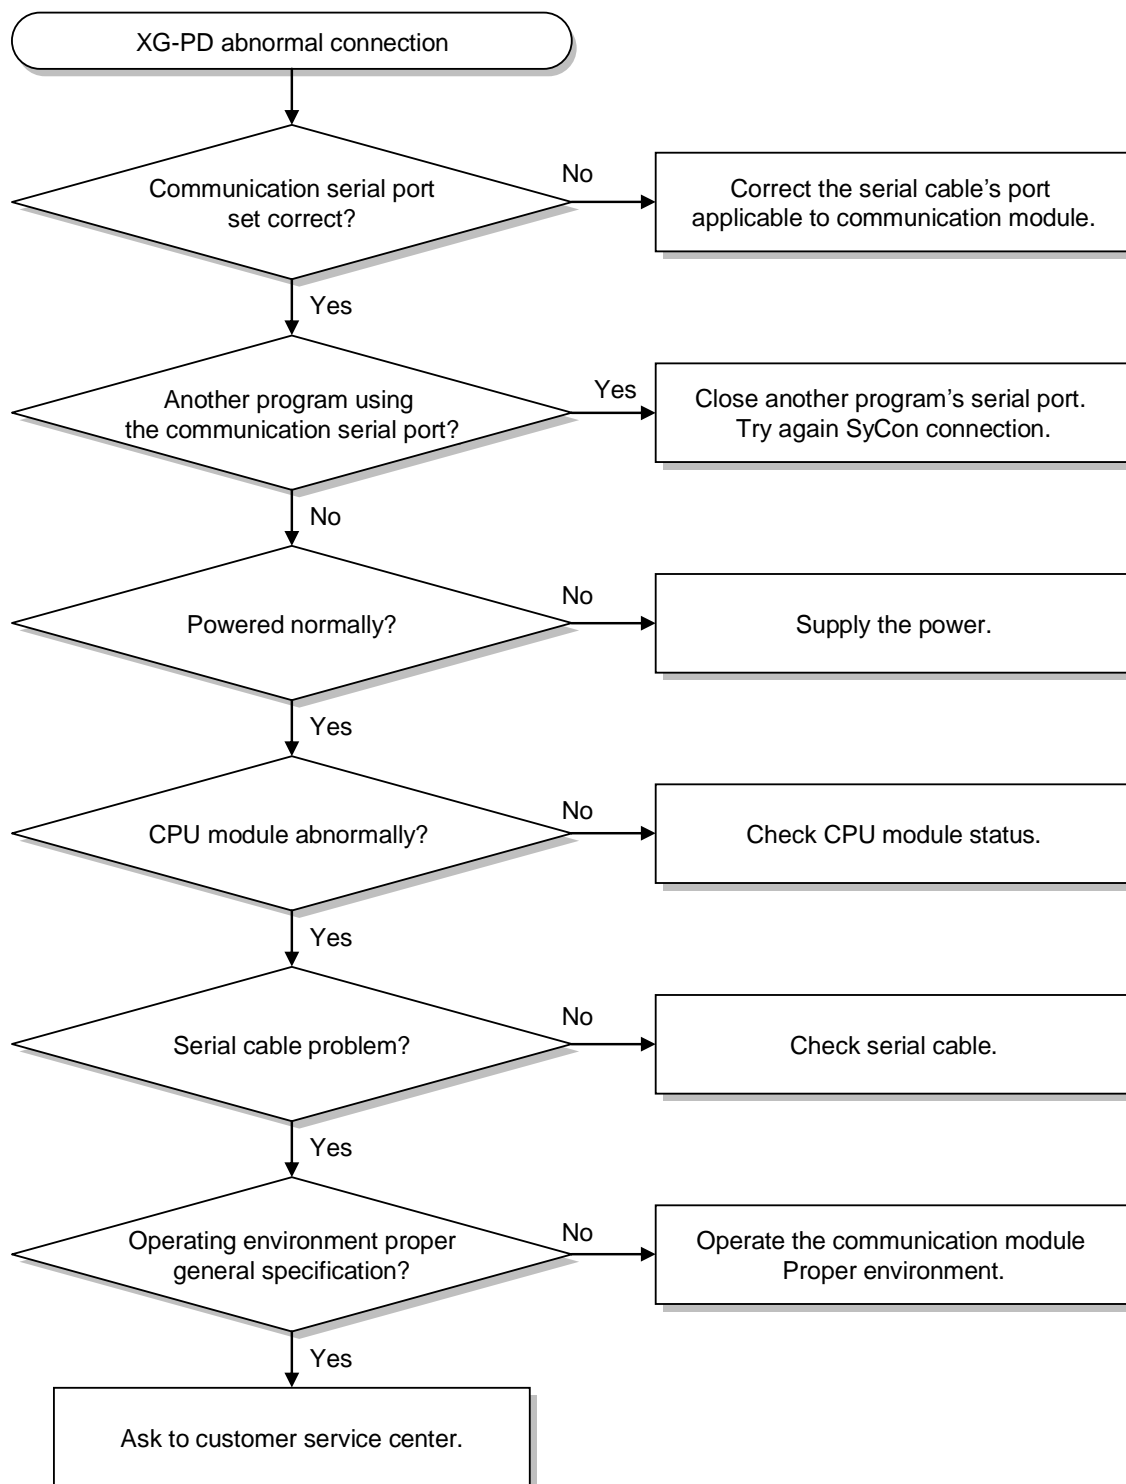 XG-PD abnormal connection
Communication serial port
set correct?
No
Correct the serial cable’s port
applicable to communication module.
Yes
Another program using
the communication serial port?
Yes
Close another program’s serial port.
Try again SyCon connection.
No
Powered normally?
No
Supply the power.
Yes
CPU module abnormally?
No
Check CPU module status.
Yes
Serial cable problem?
No
Check serial cable.
Yes
Operating environment proper
general specification?
No
Operate the communication module
Proper environment.
Yes
Ask to customer service center.